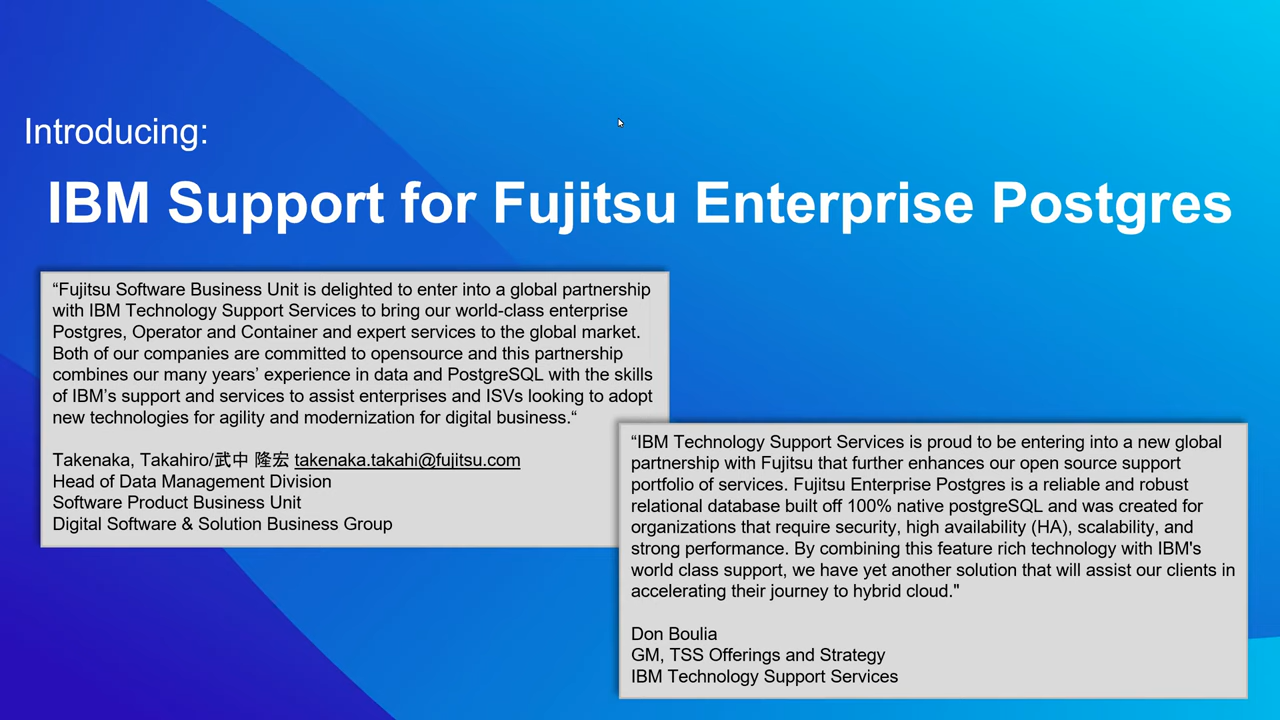 Introducing:
IBM Support for Fujitsu Enterprise Postgres
“Fujitsu Software Business Unit is delighted to enter into a global partnership
with IBM Technology Support Services to bring our world-class enterprise
Postgres, Operator and Container and expert services to the global market.
Both of our companies are committed to opensource and this partnership
combines our many years’ experience in data and PostgreSQL with the skills
of IBM’s support and services to assist enterprises and ISVs looking to adopt
new technologies for agility and modernization for digital business.“
Takenaka, Takahiro/武中 隆宏 takenaka.takahi@fujitsu.com
Head of Data Management Division
Software Product Business Unit
Digital Software & Solution Business Group
“IBM Technology Support Services is proud to be entering into a new global
partnership with Fujitsu that further enhances our open source support
portfolio of services. Fujitsu Enterprise Postgres is a reliable and robust
relational database built off 100% native postgreSQL and was created for
organizations that require security, high availability (HA), scalability, and
strong performance. By combining this feature rich technology with IBM's
world class support, we have yet another solution that will assist our clients in
accelerating their journey to hybrid cloud."
Don Boulia
GM, TSS Offerings and Strategy
IBM Technology Support Services